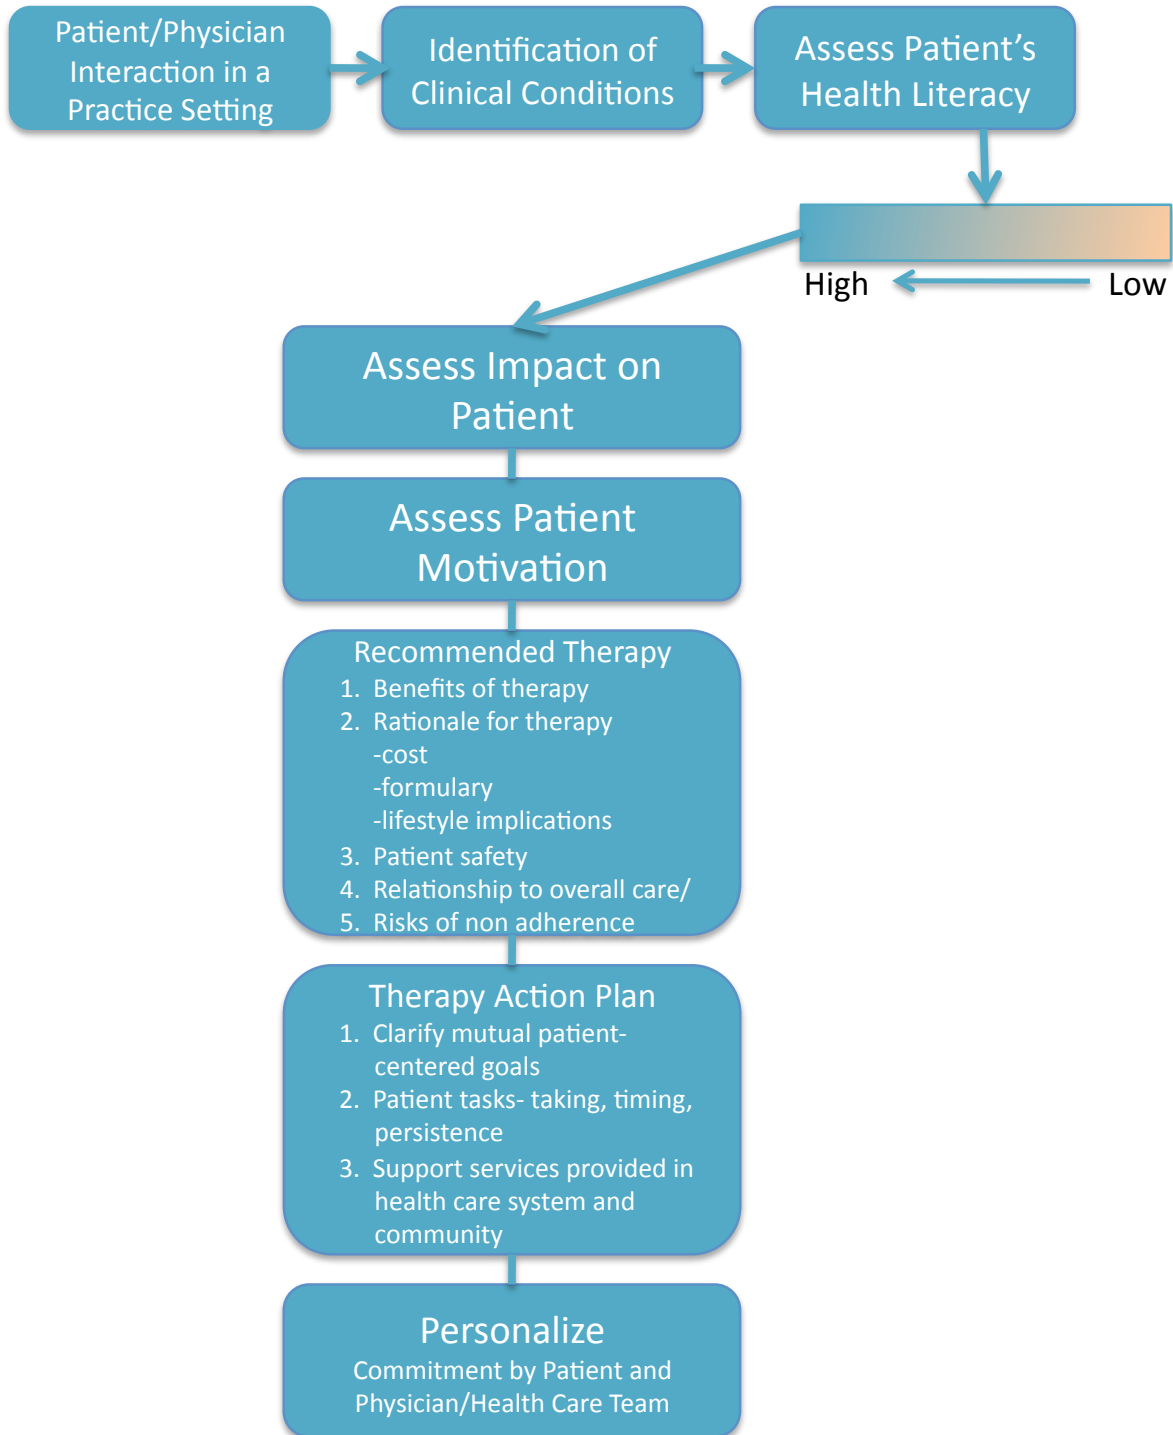 Patient/Physician
Interaction in a
Practice Setting
Identification of
Clinical Conditions
Assess Patient's
Health Literacy
High
Low
Assess Impact on
Patient
Assess Patient
Motivation
Recommended Therapy
1. Benefits of therapy
2. Rationale for therapy
-cost
-formulary
-lifestyle implications
3. Patient safety
4. Relationship to overall care/
5. Risks of non adherence
Therapy Action Plan
1. Clarify mutual patient-
centered goals
2. Patient tasks- taking, timing,
persistence
3. Support services provided in
health care system and
community
Personalize
Commitment by Patient and
Physician/Health Care Team